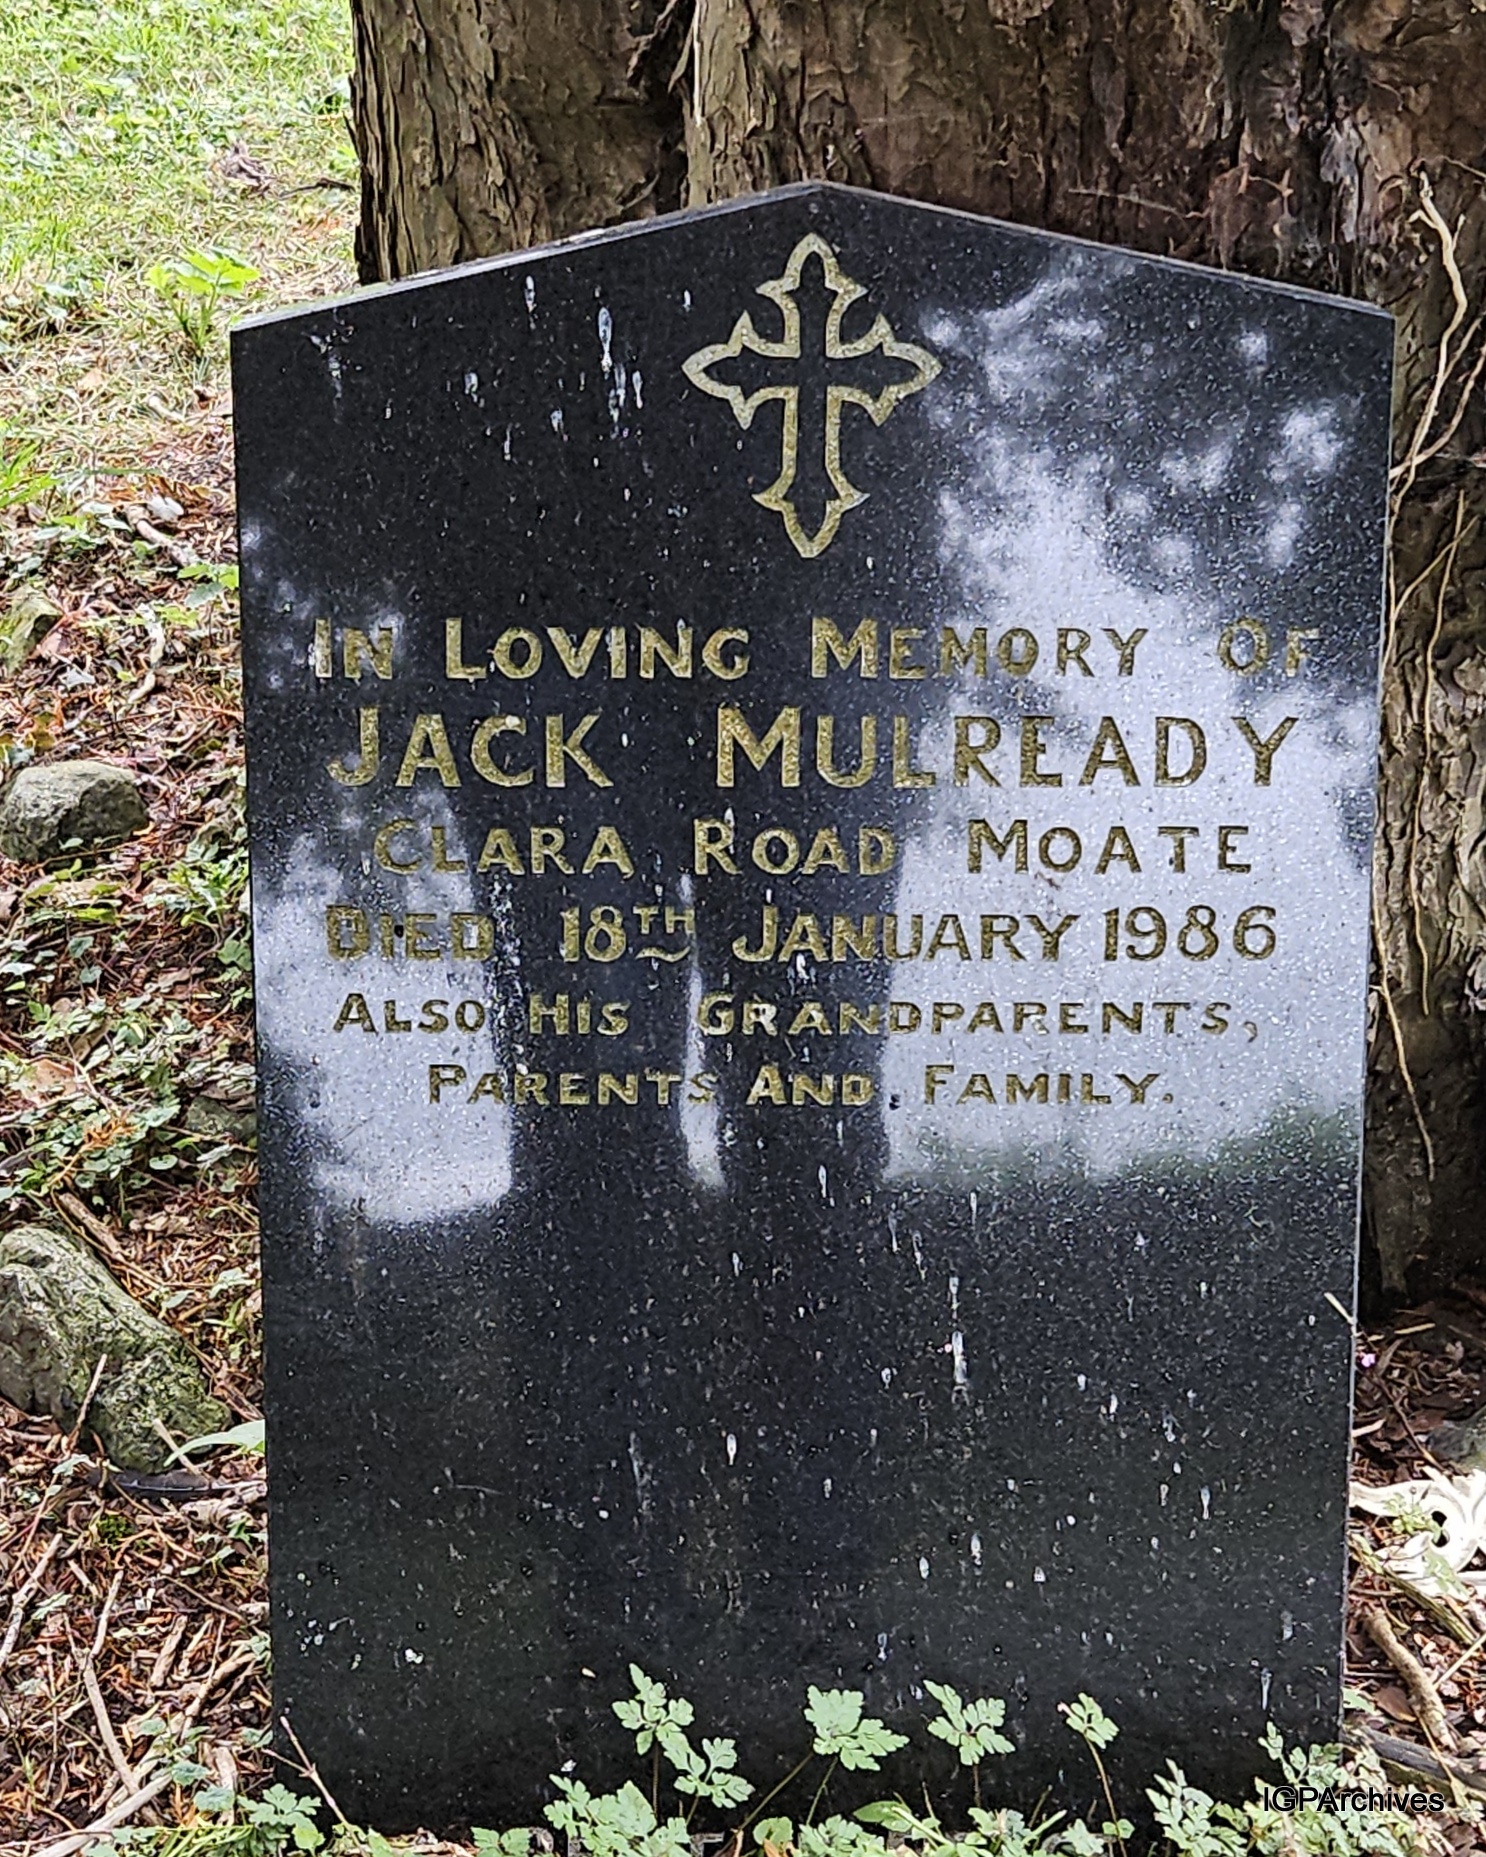 IN LOVING MEMORY OF
JACK MULREADY
CLARA ROAD MOATE
DIED 18TH JANUARY 1986
ALSO HIS GRANDPARENTS,
PARENTS AND FAMILY.
IGPArchives